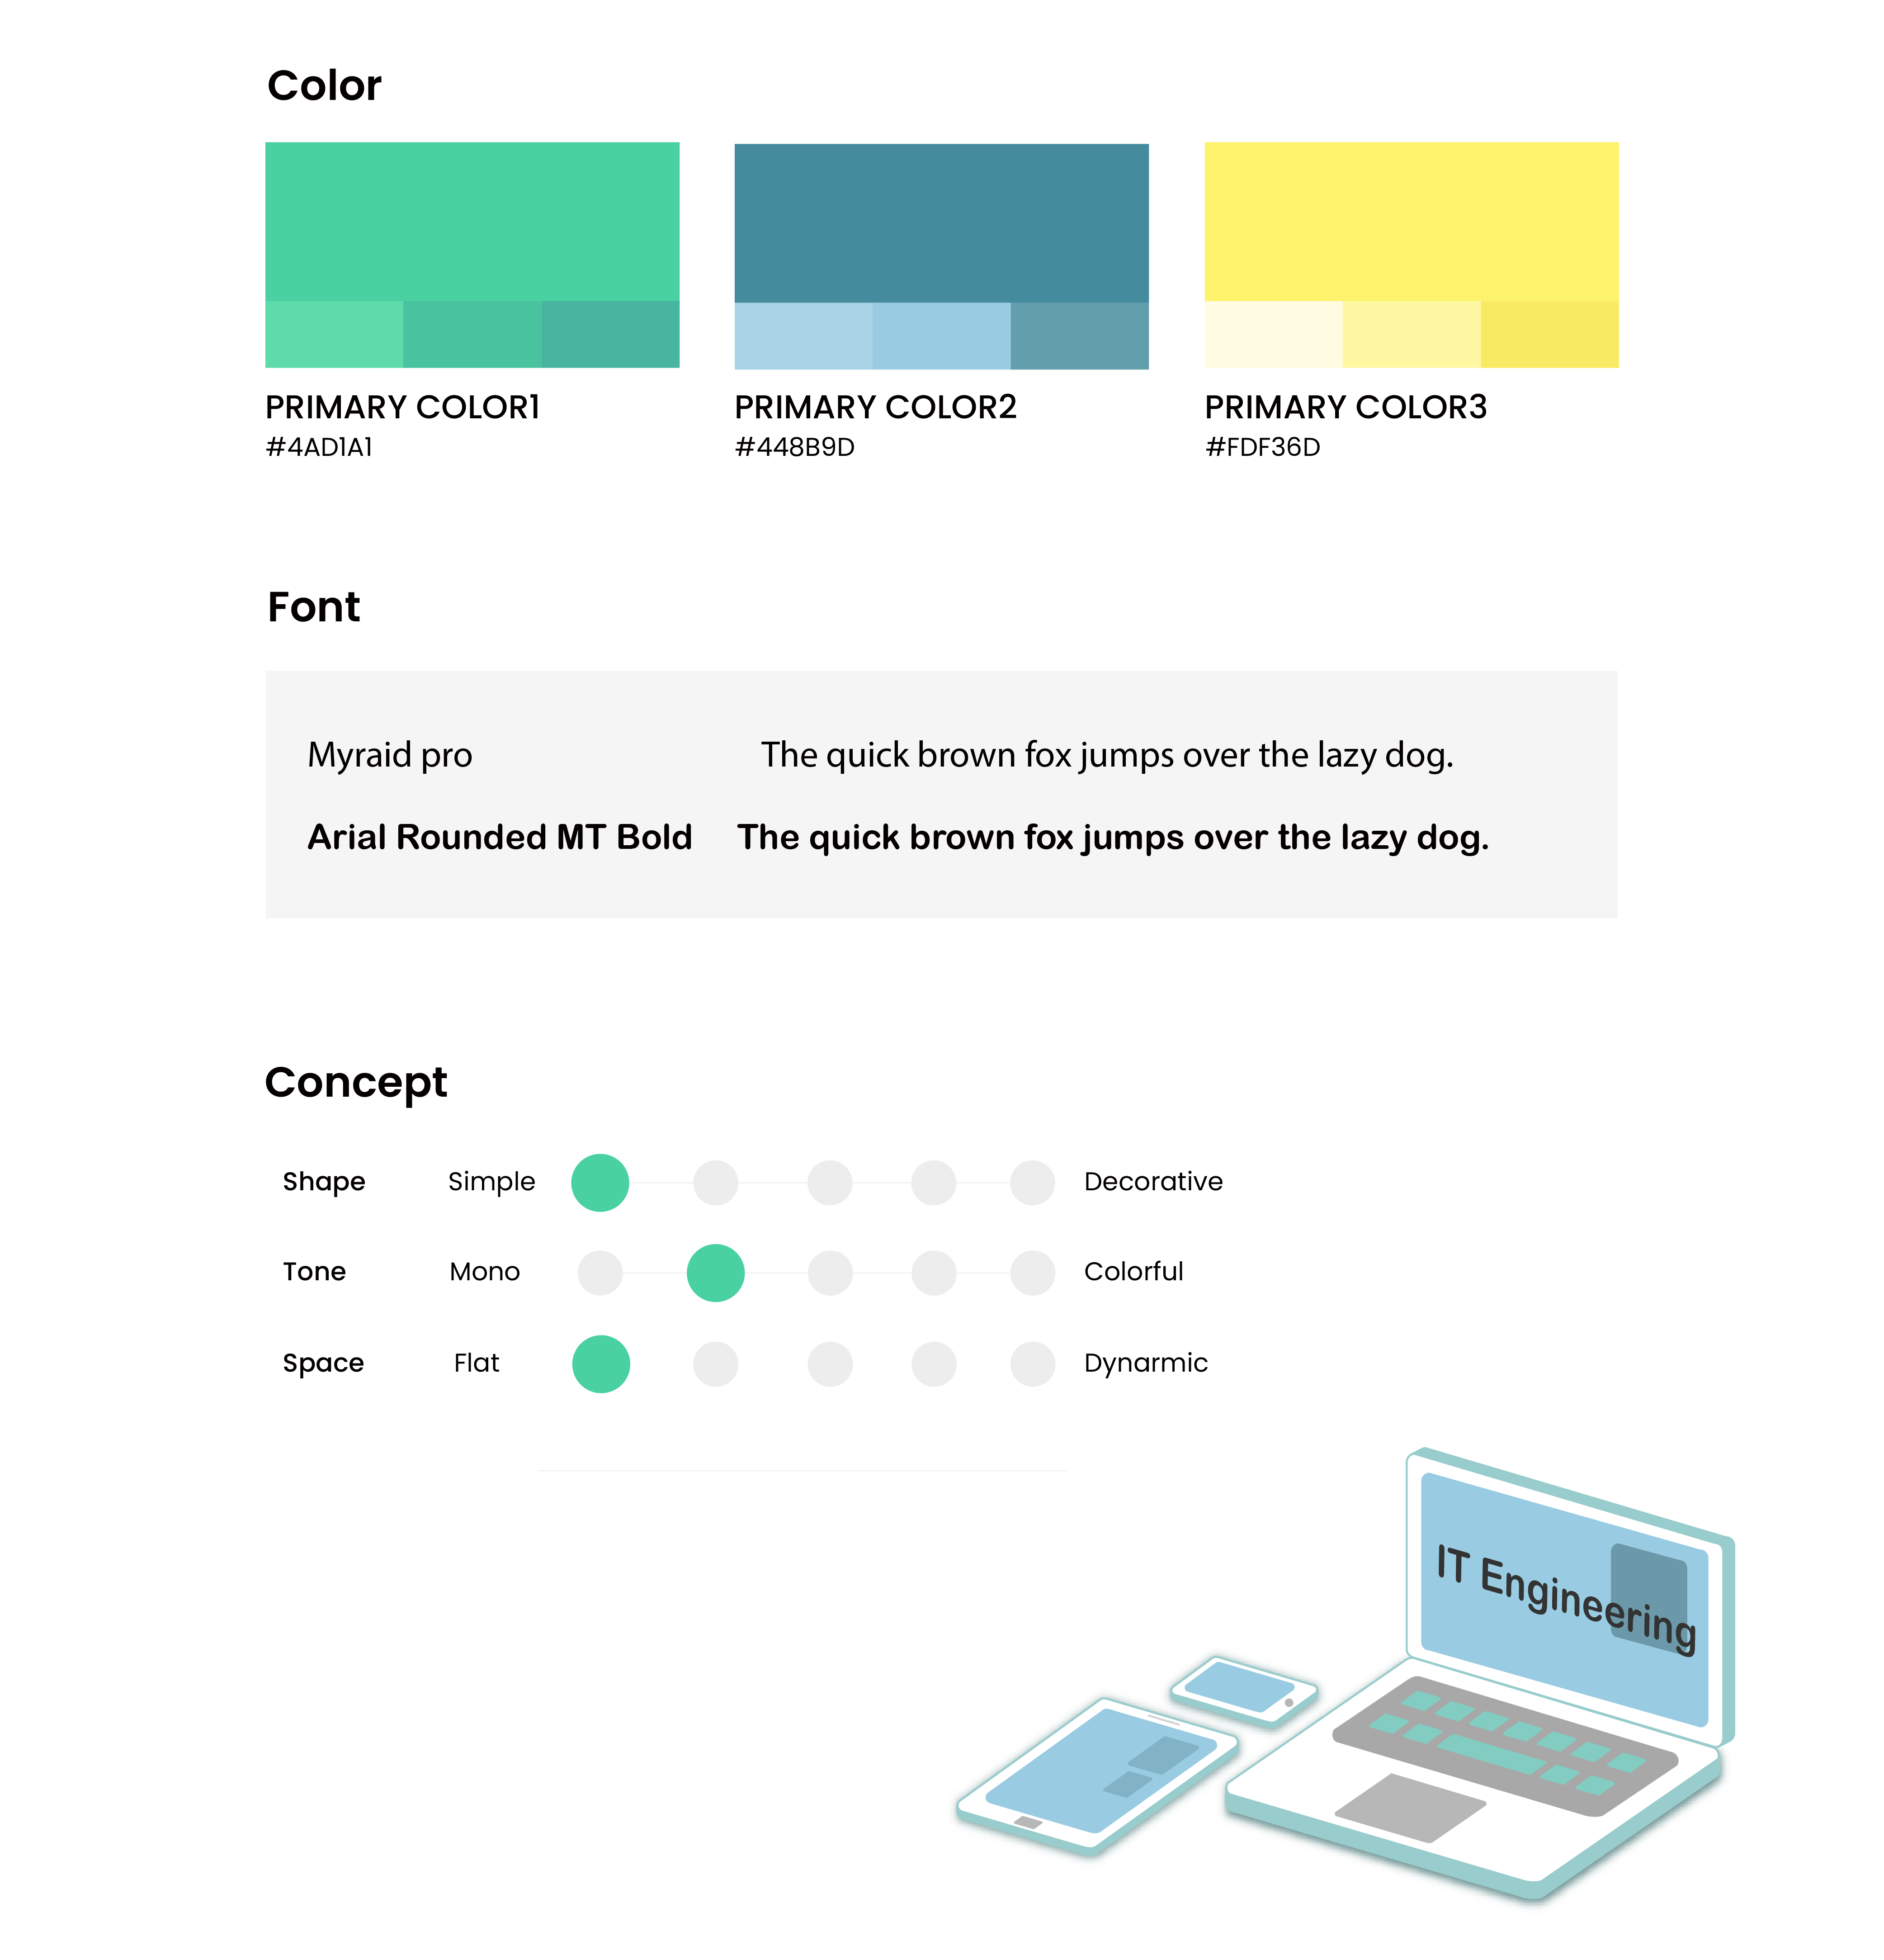 Color
PRIMARY COLOR1
#4AD1A1
PRIMARY COLOR2
#448B9D
PRIMARY COLOR3
#FDF36D
Font
Myraid pro The quick brown fox jumps over the lazy dog.
Arial Rounded MT Bold The quick brown fox jumps over the lazy dog.
Concept
Shape Simple Decorative
Tone Mono Colorful
Space Flat Dynarmic
IT Engineering